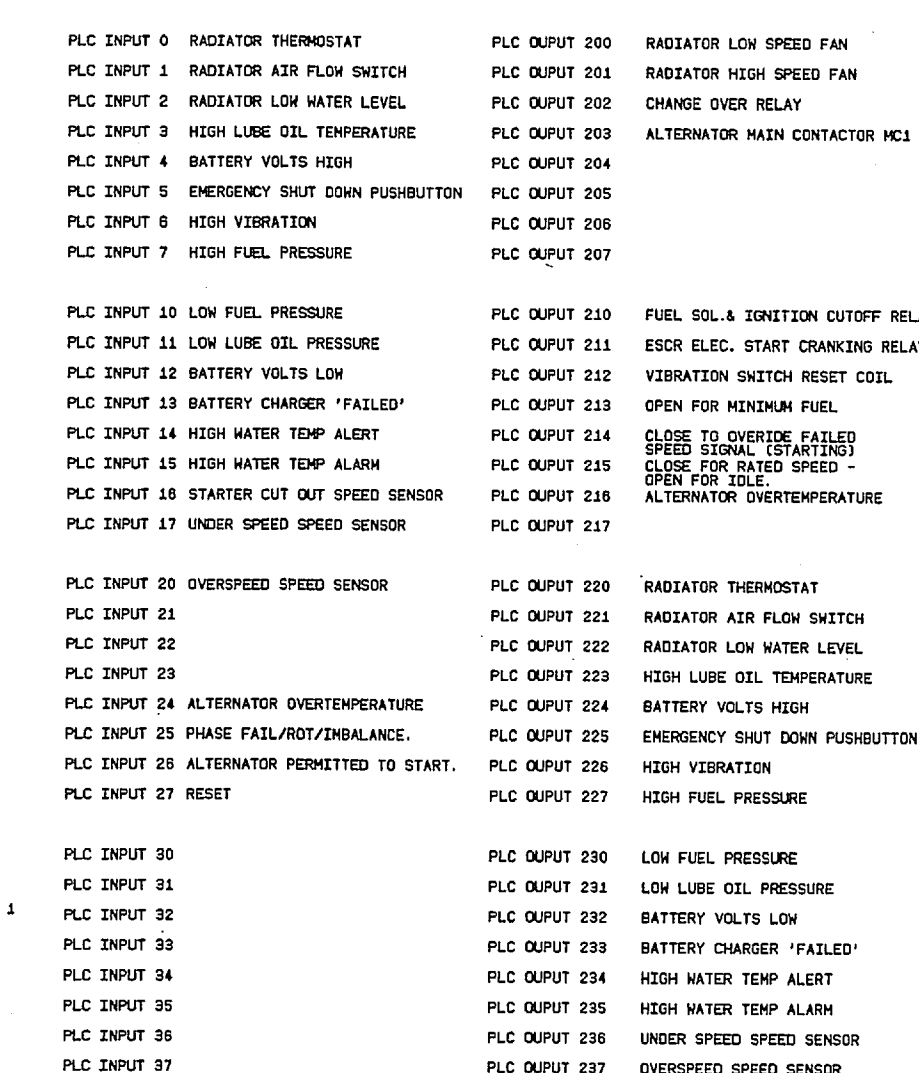 PLC INPUT 0 RADIATOR THERMOSTAT PLC OUPUT 200 RADIATOR LOW SPEED FAN
PLC INPUT 1 RADIATOR AIR FLOW SWITCH PLC OUPUT 201 RADIATOR HIGH SPEED FAN
PLC INPUT 2 RADIATOR LOW WATER LEVEL PLC OUPUT 202 CHANGE OVER RELAY
PLC INPUT 3 HIGH LUBE OIL TEMPERATURE PLC OUPUT 203 ALTERNATOR MAIN CONTACTOR MC1
PLC INPUT 4 BATTERY VOLTS HIGH PLC OUPUT 204
PLC INPUT 5 EMERGENCY SHUT DOWN PUSHBUTTON PLC OUPUT 205
PLC INPUT 6 HIGH VIBRATION PLC OUPUT 206
PLC INPUT 7 HIGH FUEL PRESSURE PLC OUPUT 207
PLC INPUT 10 LOW FUEL PRESSURE PLC OUPUT 210 FUEL SOL.& IGNITION CUTOFF REL
PLC INPUT 11 LOW LUBE OIL PRESSURE PLC OUPUT 211 ESCR ELEC. START CRANKING RELAY
PLC INPUT 12 BATTERY VOLTS LOW PLC OUPUT 212 VIBRATION SWITCH RESET COIL
PLC INPUT 13 BATTERY CHARGER 'FAILED' PLC OUPUT 213 OPEN FOR MINIMUM FUEL
PLC INPUT 14 HIGH WATER TEMP ALERT PLC OUPUT 214 CLOSE TO OVERIDE FAILED
SPEED SIGNAL (STARTING)
PLC INPUT 15 HIGH WATER TEMP ALARM PLC OUPUT 215 CLOSE FOR RATED SPEED -
OPEN FOR IDLE.
PLC INPUT 16 STARTER CUT OUT SPEED SENSOR PLC OUPUT 216 ALTERNATOR OVERTEMPERATURE
PLC INPUT 17 UNDER SPEED SPEED SENSOR PLC OUPUT 217
PLC INPUT 20 OVERSPEED SPEED SENSOR PLC OUPUT 220 RADIATOR THERMOSTAT
PLC INPUT 21 PLC OUPUT 221 RADIATOR AIR FLOW SWITCH
PLC INPUT 22 PLC OUPUT 222 RADIATOR LOW WATER LEVEL
PLC INPUT 23 PLC OUPUT 223 HIGH LUBE OIL TEMPERATURE
PLC INPUT 24 ALTERNATOR OVERTEMPERATURE PLC OUPUT 224 BATTERY VOLTS HIGH
PLC INPUT 25 PHASE FAIL/ROT/IMBALANCE. PLC OUPUT 225 EMERGENCY SHUT DOWN PUSHBUTTON
PLC INPUT 26 ALTERNATOR PERMITTED TO START. PLC OUPUT 226 HIGH VIBRATION
PLC INPUT 27 RESET PLC OUPUT 227 HIGH FUEL PRESSURE
PLC INPUT 30 PLC OUPUT 230 LOW FUEL PRESSURE
PLC INPUT 31 PLC OUPUT 231 LOW LUBE OIL PRESSURE
1 PLC INPUT 32 PLC OUPUT 232 BATTERY VOLTS LOW
PLC INPUT 33 PLC OUPUT 233 BATTERY CHARGER 'FAILED'
PLC INPUT 34 PLC OUPUT 234 HIGH WATER TEMP ALERT
PLC INPUT 35 PLC OUPUT 235 HIGH WATER TEMP ALARM
PLC INPUT 36 PLC OUPUT 236 UNDER SPEED SPEED SENSOR
PLC INPUT 37 PLC OUPUT 237 OVERSPEED SPEED SENSOR